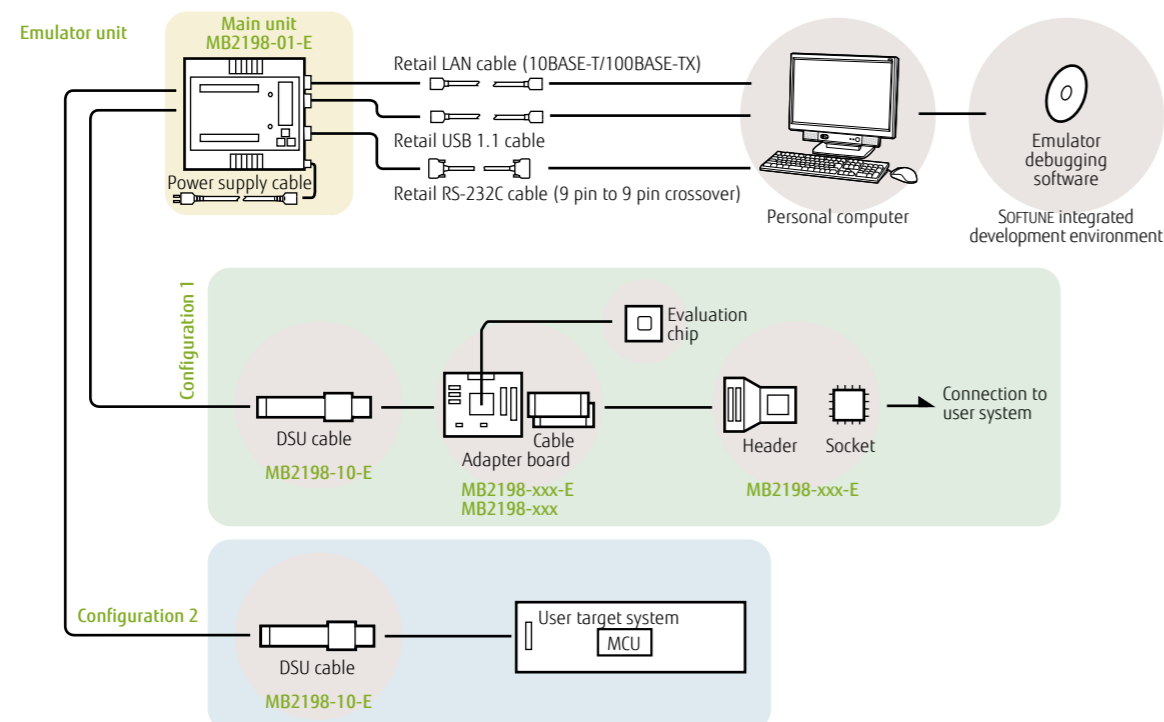 Emulator unit
Main unit
MB2198-01-E
Power supply cable
Retail LAN cable (10BASE-T/100BASE-TX)
Retail USB 1.1 cable
Retail RS-232C cable (9 pin to 9 pin crossover)
Personal computer
Emulator
debugging
software
SOFTUNE integrated
development environment
Configuration 1
DSU cable
MB2198-10-E
Evaluation
chip
Cable
Adapter board
MB2198-xxx-E
MB2198-xxx
Header
Socket
MB2198-xxx-E
Connection to
user system
Configuration 2
DSU cable
MB2198-10-E
User target system
MCU